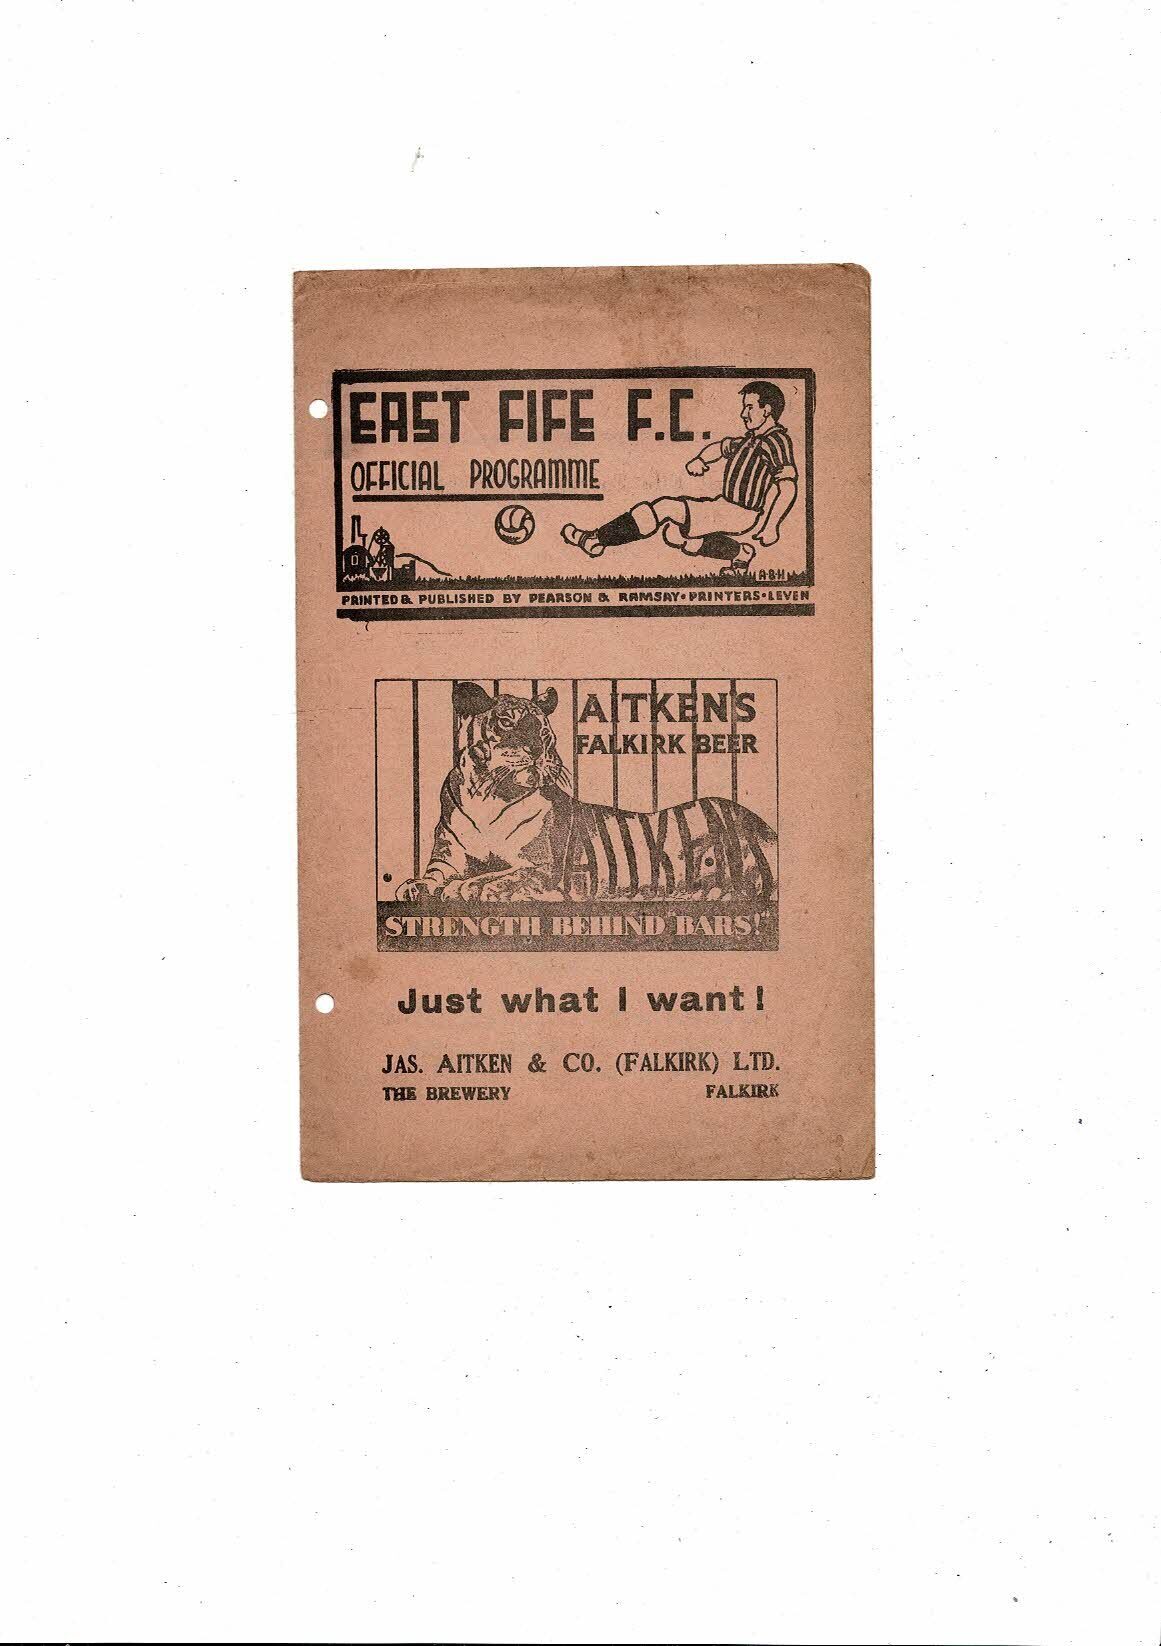 EAST FIFE F.C.
OFFICIAL PROGRAMME
A·B·H
PRINTED & PUBLISHED BY PEARSON & RAMSAY·PRINTERS·LEVEN
AITKEN'S
FALKIRK BEER
AITKEN'S
STRENGTH BEHIND BARS!
Just what I want!
JAS. AITKEN & CO. (FALKIRK) LTD.
THE BREWERY FALKIRK